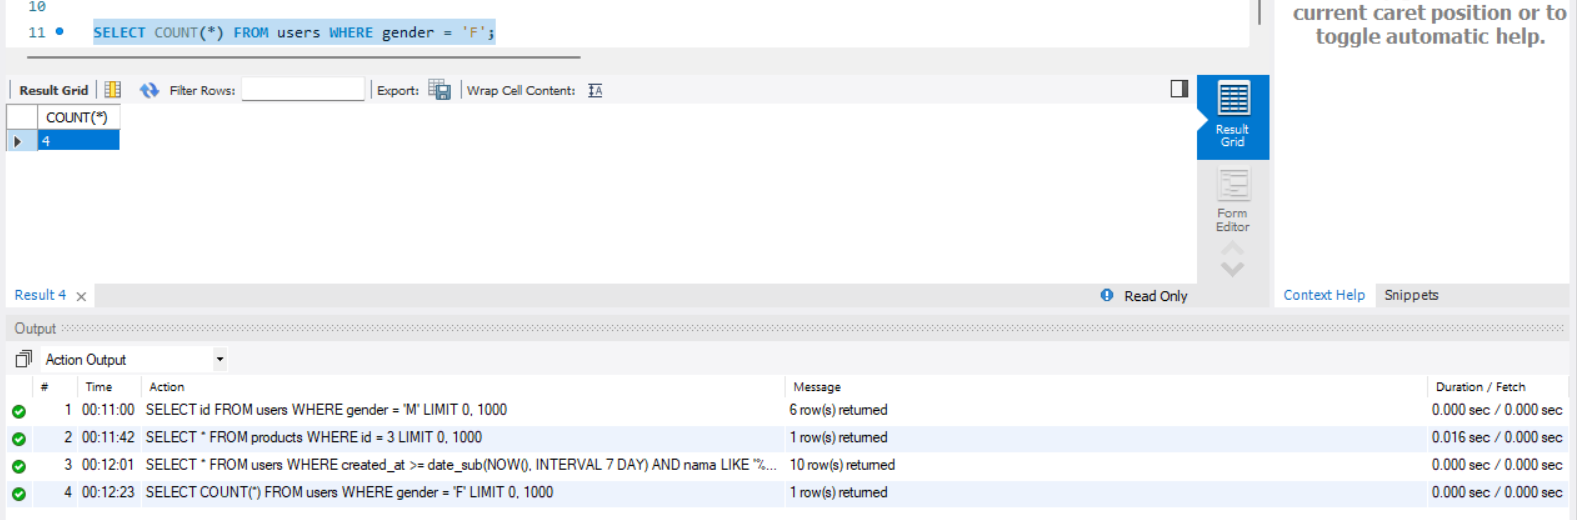 10
current caret position or to
toggle automatic help.
11 SELECT COUNT(*) FROM users WHERE gender = 'F';
Result Grid Filter Rows: Export: Wrap Cell Content: IA
COUNT(*)
4
Result
Grid
Form
Editor
Result 4 × Read Only
Context Help Snippets
Output
Action Output
# Time Action Message Duration / Fetch
1 00:11:00 SELECT id FROM users WHERE gender = 'M' LIMIT 0, 1000 6 row(s) returned 0.000 sec / 0.000 sec
2 00:11:42 SELECT * FROM products WHERE id = 3 LIMIT 0, 1000 1 row(s) returned 0.016 sec / 0.000 sec
3 00:12:01 SELECT * FROM users WHERE created_at >= date_sub(NOW(), INTERVAL 7 DAY) AND nama LIKE "%... 10 row(s) returned 0.000 sec / 0.000 sec
4 00:12:23 SELECT COUNT(*) FROM users WHERE gender = 'F' LIMIT 0, 1000 1 row(s) returned 0.000 sec / 0.000 sec